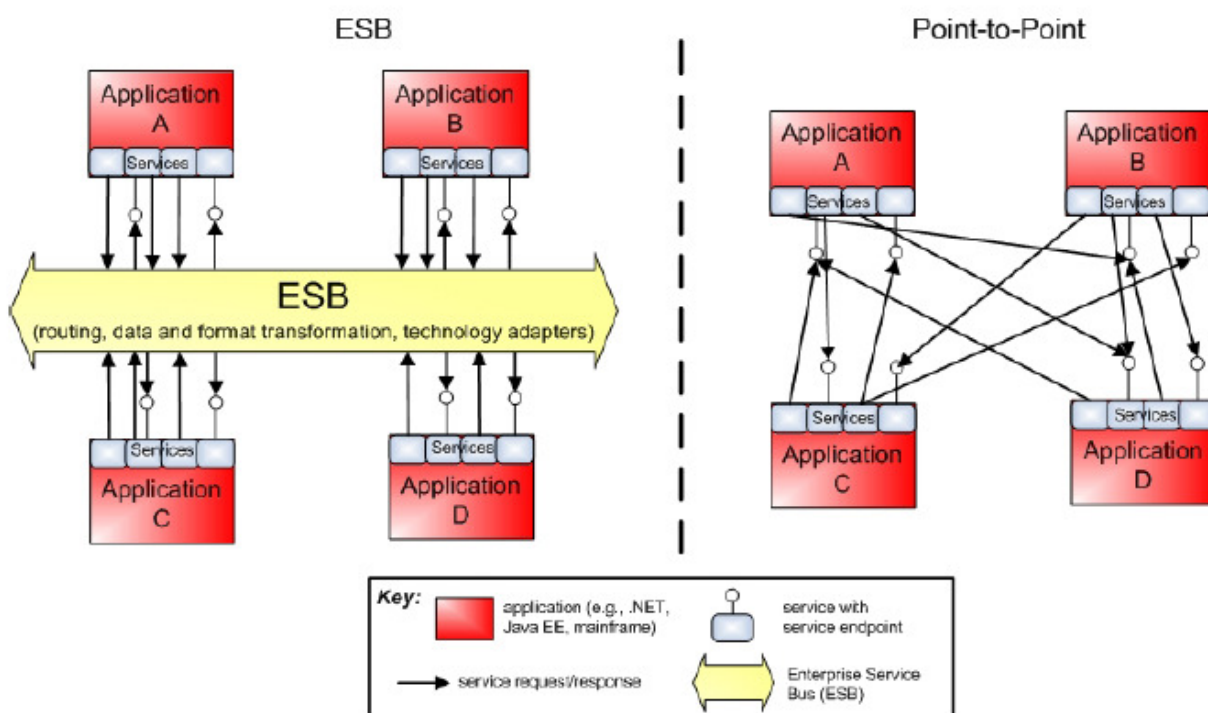 ESB
Application
A
Services
Application
B
Services
ESB
(routing, data and format transformation, technology adapters)
Services
Application
C
Services
Application
D
Point-to-Point
Application
A
Services
Application
B
Services
Services
Application
C
Services
Application
D
Key:
application (e.g., .NET,
Java EE, mainframe)
service with
service endpoint
service request/response
Enterprise Service
Bus (ESB)